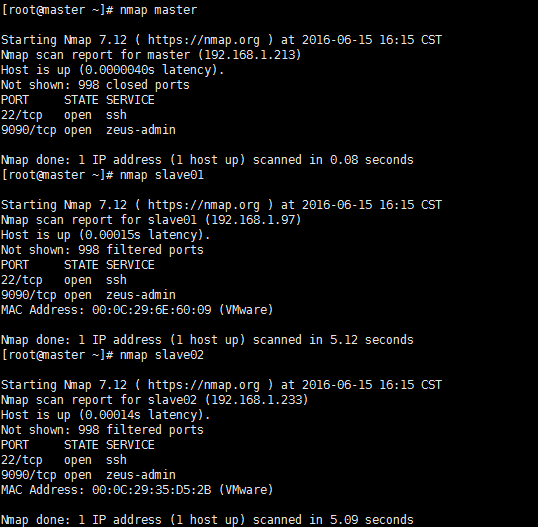 [root@master ~]# nmap master
Starting Nmap 7.12 ( https://nmap.org ) at 2016-06-15 16:15 CST
Nmap scan report for master (192.168.1.213)
Host is up (0.0000040s latency).
Not shown: 998 closed ports
PORT     STATE SERVICE
22/tcp   open  ssh
9090/tcp open  zeus-admin
Nmap done: 1 IP address (1 host up) scanned in 0.08 seconds
[root@master ~]# nmap slave01
Starting Nmap 7.12 ( https://nmap.org ) at 2016-06-15 16:15 CST
Nmap scan report for slave01 (192.168.1.97)
Host is up (0.00015s latency).
Not shown: 998 filtered ports
PORT     STATE SERVICE
22/tcp   open  ssh
9090/tcp open  zeus-admin
MAC Address: 00:0C:29:6E:60:09 (VMware)
Nmap done: 1 IP address (1 host up) scanned in 5.12 seconds
[root@master ~]# nmap slave02
Starting Nmap 7.12 ( https://nmap.org ) at 2016-06-15 16:15 CST
Nmap scan report for slave02 (192.168.1.233)
Host is up (0.00014s latency).
Not shown: 998 filtered ports
PORT     STATE SERVICE
22/tcp   open  ssh
9090/tcp open  zeus-admin
MAC Address: 00:0C:29:35:D5:2B (VMware)
Nmap done: 1 IP address (1 host up) scanned in 5.09 seconds